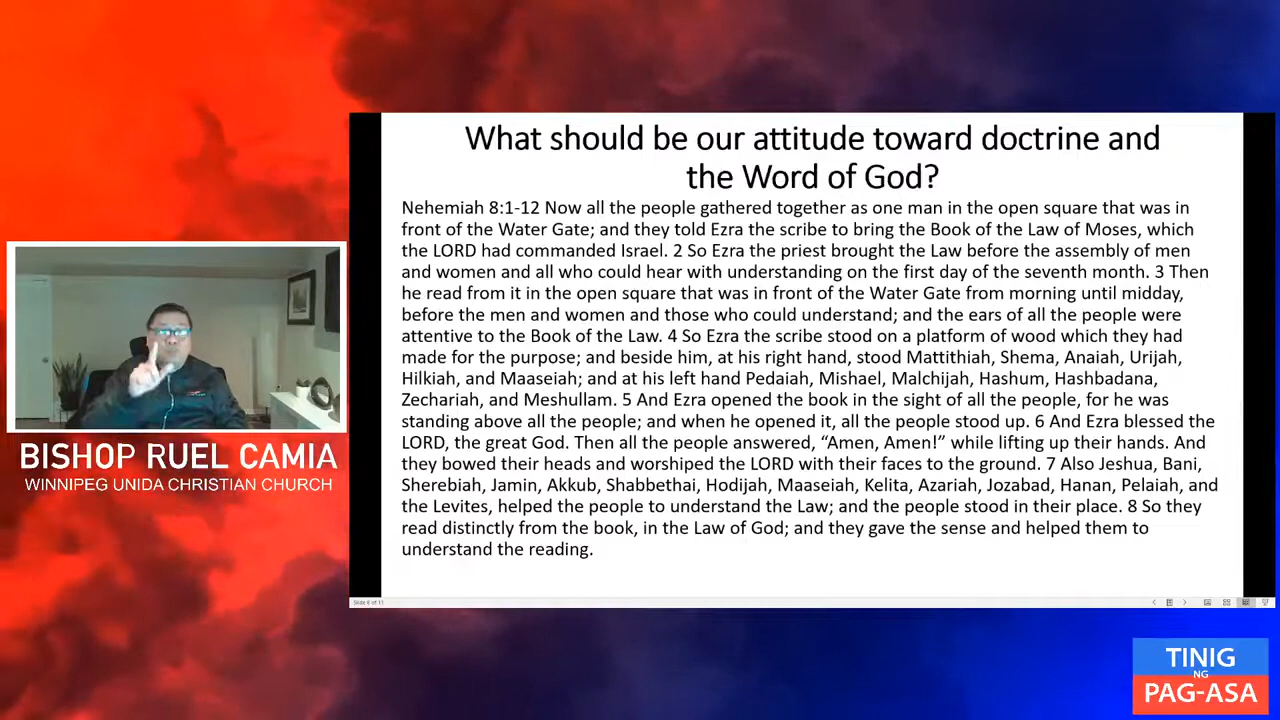 What should be our attitude toward doctrine and
the Word of God?
Nehemiah 8:1-12 Now all the people gathered together as one man in the open square that was in
front of the Water Gate; and they told Ezra the scribe to bring the Book of the Law of Moses, which
the LORD had commanded Israel. 2 So Ezra the priest brought the Law before the assembly of men
and women and all who could hear with understanding on the first day of the seventh month. 3 Then
he read from it in the open square that was in front of the Water Gate from morning until midday,
before the men and women and those who could understand; and the ears of all the people were
attentive to the Book of the Law. 4 So Ezra the scribe stood on a platform of wood which they had
made for the purpose; and beside him, at his right hand, stood Mattithiah, Shema, Anaiah, Urijah,
Hilkiah, and Maaseiah; and at his left hand Pedaiah, Mishael, Malchijah, Hashum, Hashbadana,
Zechariah, and Meshullam. 5 And Ezra opened the book in the sight of all the people, for he was
standing above all the people; and when he opened it, all the people stood up. 6 And Ezra blessed the
LORD, the great God. Then all the people answered, “Amen, Amen!” while lifting up their hands. And
they bowed their heads and worshiped the LORD with their faces to the ground. 7 Also Jeshua, Bani,
Sherebiah, Jamin, Akkub, Shabbethai, Hodijah, Maaseiah, Kelita, Azariah, Jozabad, Hanan, Pelaiah, and
the Levites, helped the people to understand the Law; and the people stood in their place. 8 So they
read distinctly from the book, in the Law of God; and they gave the sense and helped them to
understand the reading.
Slide 6 of 11
BISHOP RUEL CAMIA
WINNIPEG UNIDA CHRISTIAN CHURCH
TINIG
NG
PAG-ASA